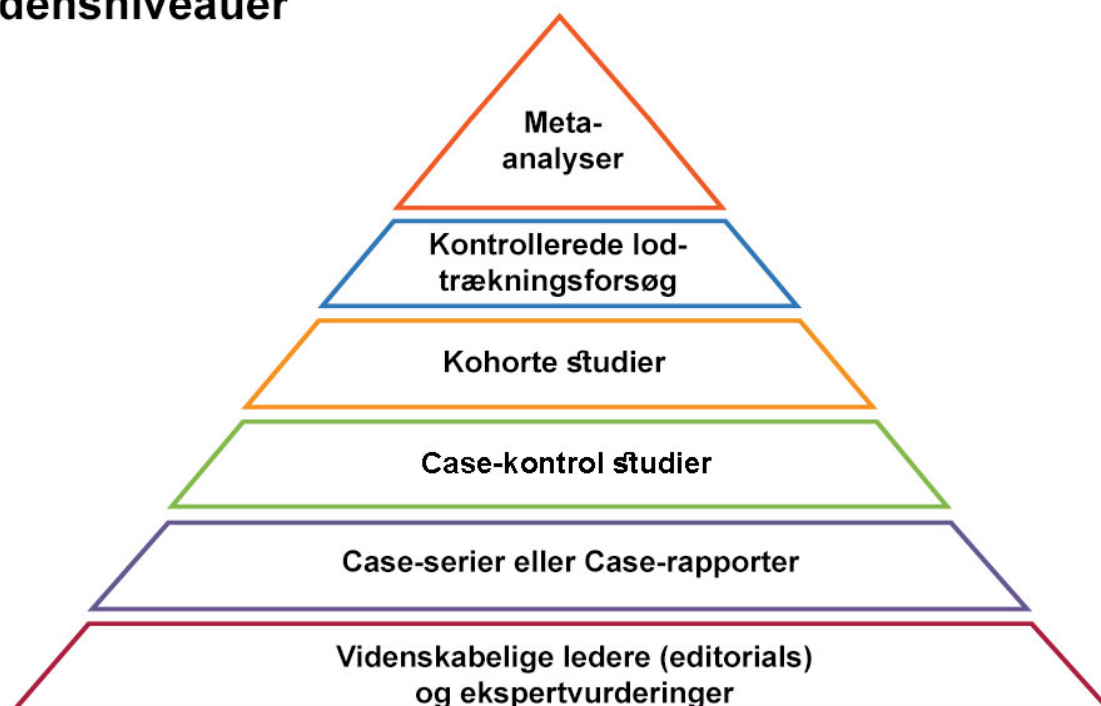 densniveauer
Meta-
analyser
Kontrollerede lod-
trækningsforsøg
Kohorte studier
Case-kontrol studier
Case-serier eller Case-rapporter
Videnskabelige ledere (editorials)
og ekspertvurderinger